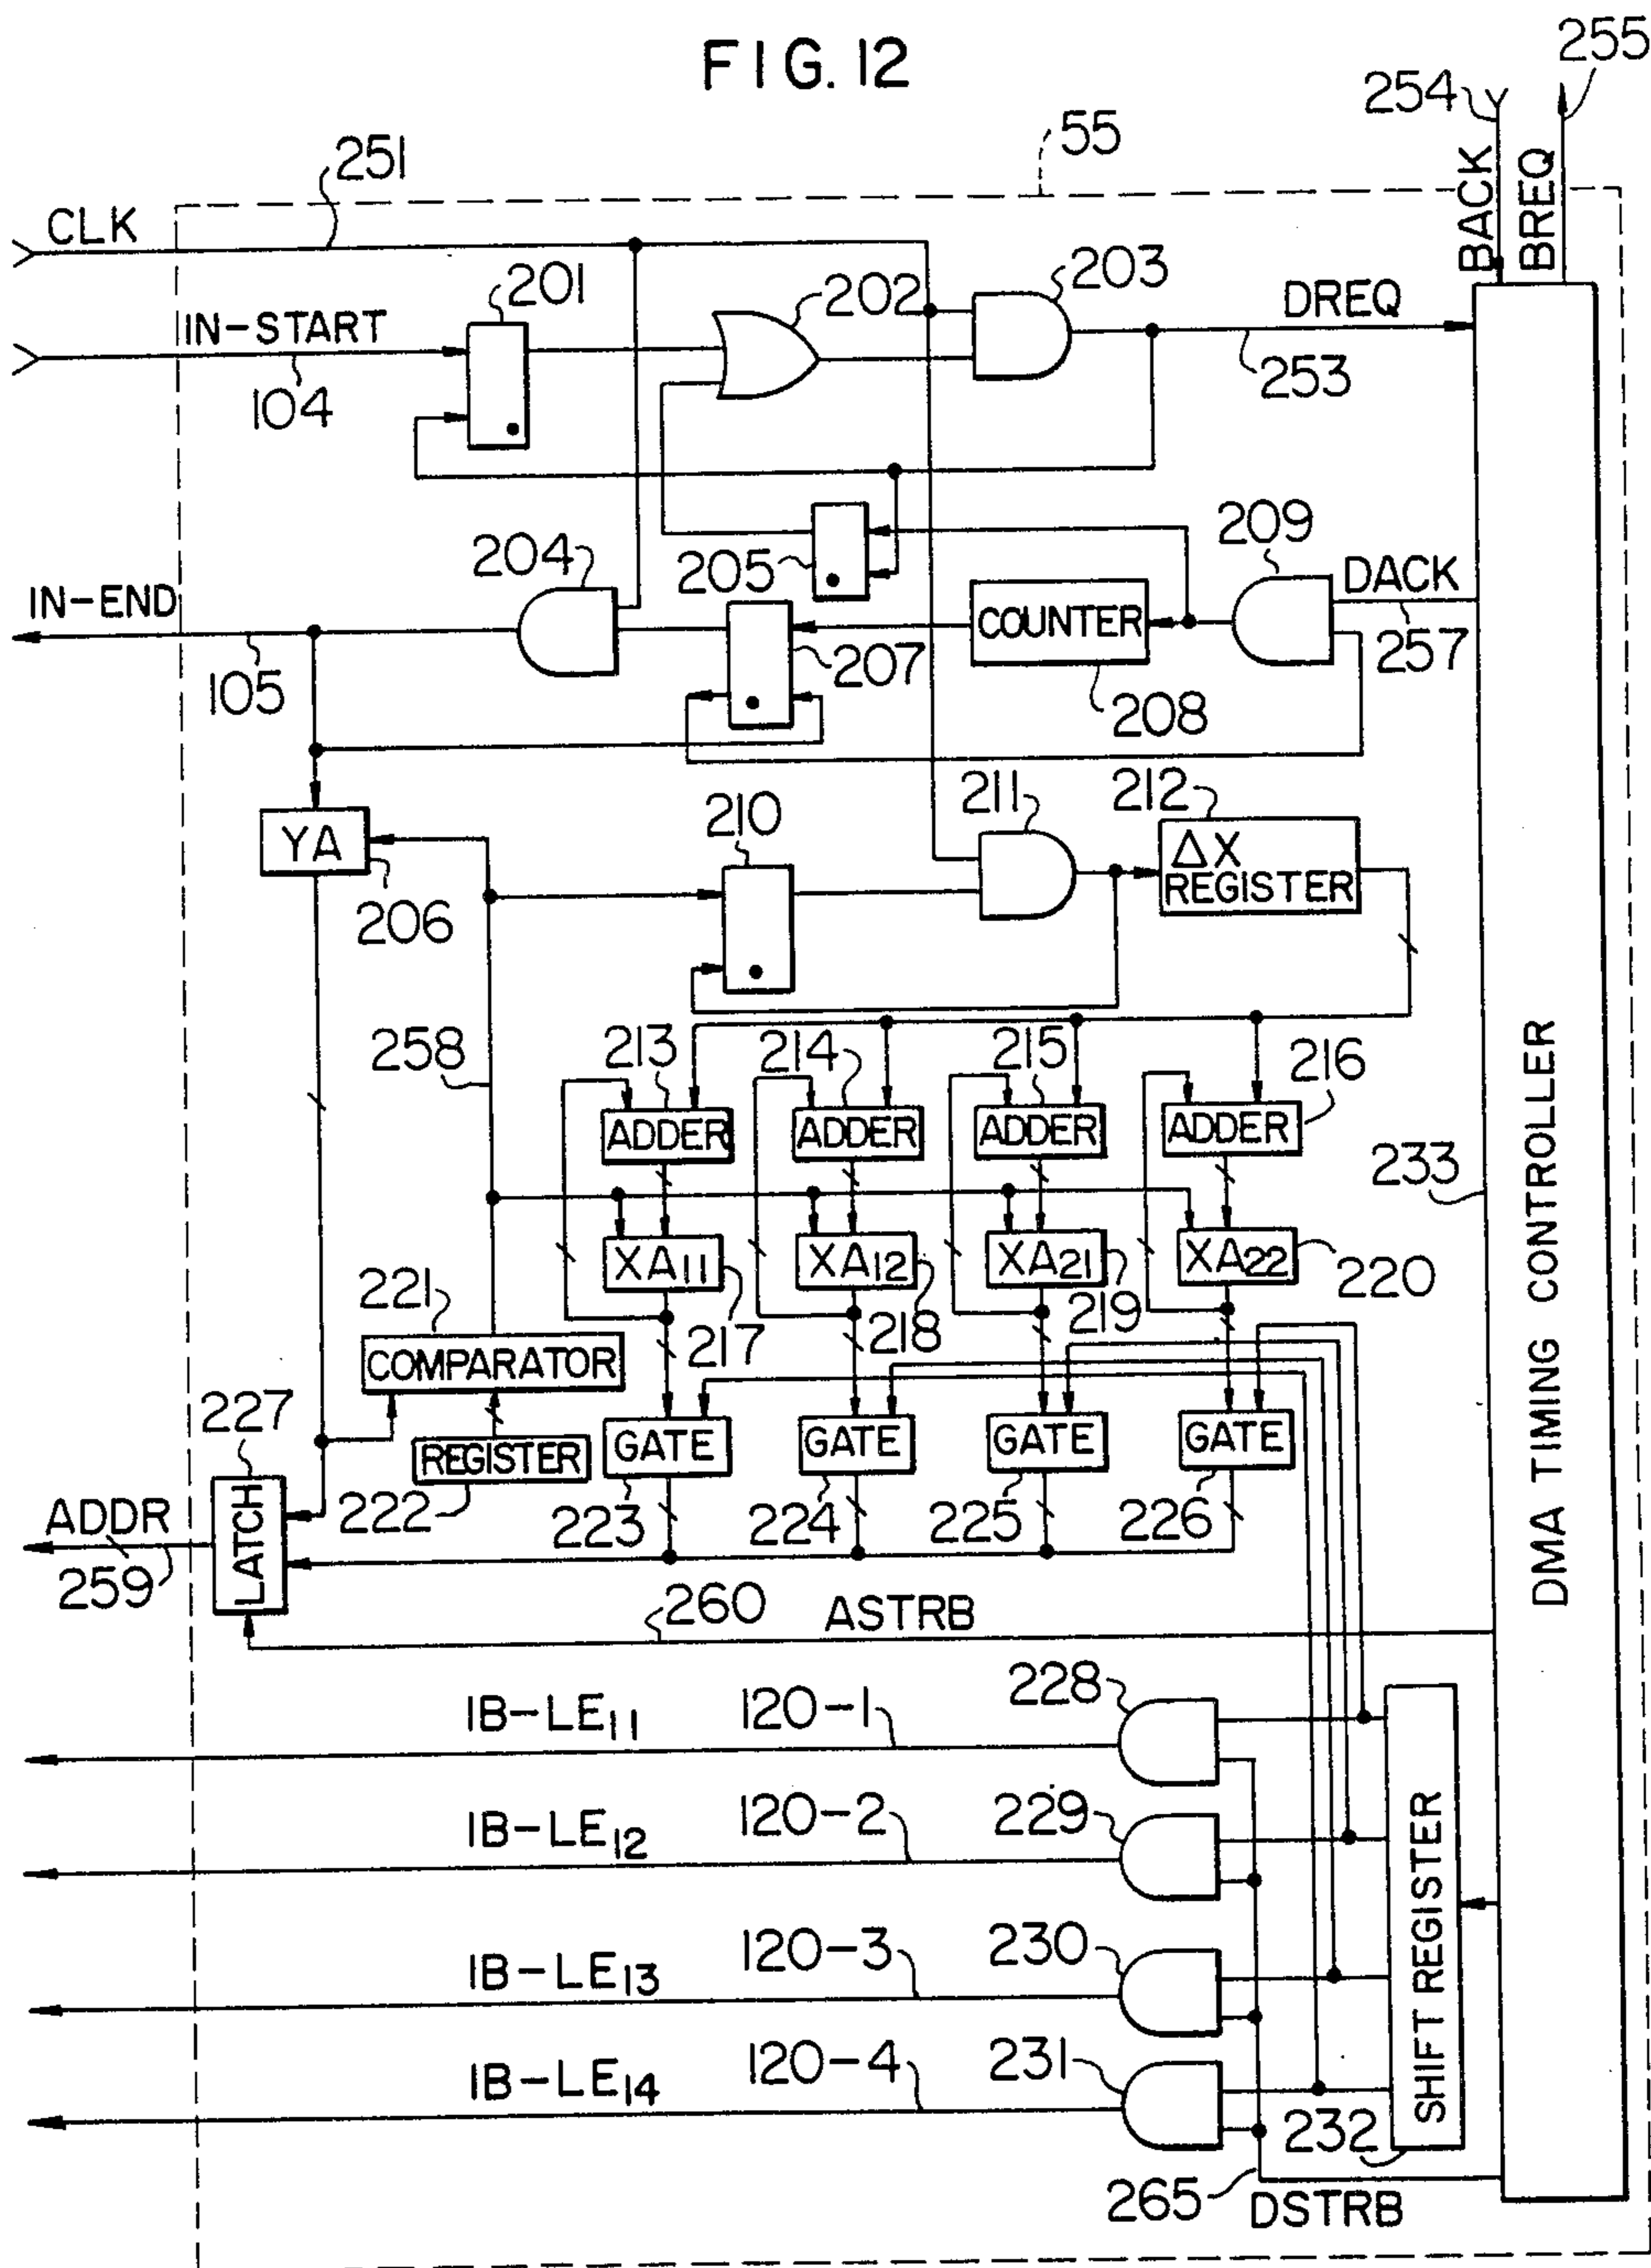 FIG. 12
255
254
55
251
CLK
BACK
BREQ
201
202
203
IN-START
DREQ
104
253
204
205
209
IN-END
DACK
COUNTER
105
207
208
257
YA
206
210
211
212
ΔX
REGISTER
258
213
214
215
216
ADDER
ADDER
ADDER
ADDER
233
DMA TIMING CONTROLLER
XA11
XA12
XA21
XA22
221
217
218
219
220
COMPARATOR
227
REGISTER
GATE
GATE
GATE
GATE
222
223
224
225
226
ADDR
LATCH
259
260
ASTRB
228
IB-LE11
120-1
229
IB-LE12
120-2
SHIFT REGISTER
230
IB-LE13
120-3
231
IB-LE14
120-4
232
265
DSTRB